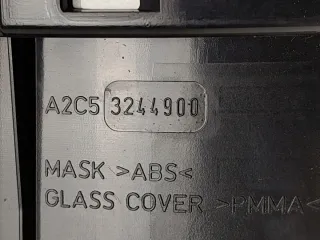 A2C5 3244900
MASK >ABS<
GLASS COVER >PMMA<